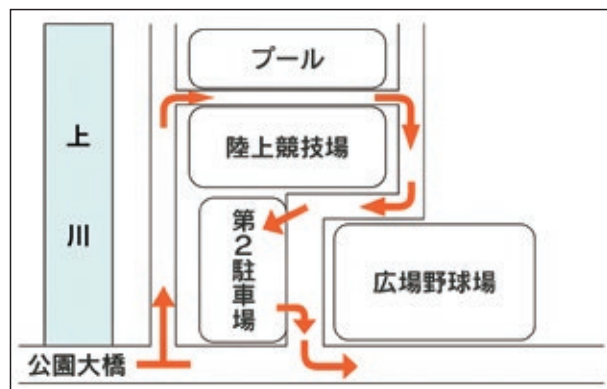 プール
陸上競技場
上川
第2駐車場
広場野球場
公園大橋